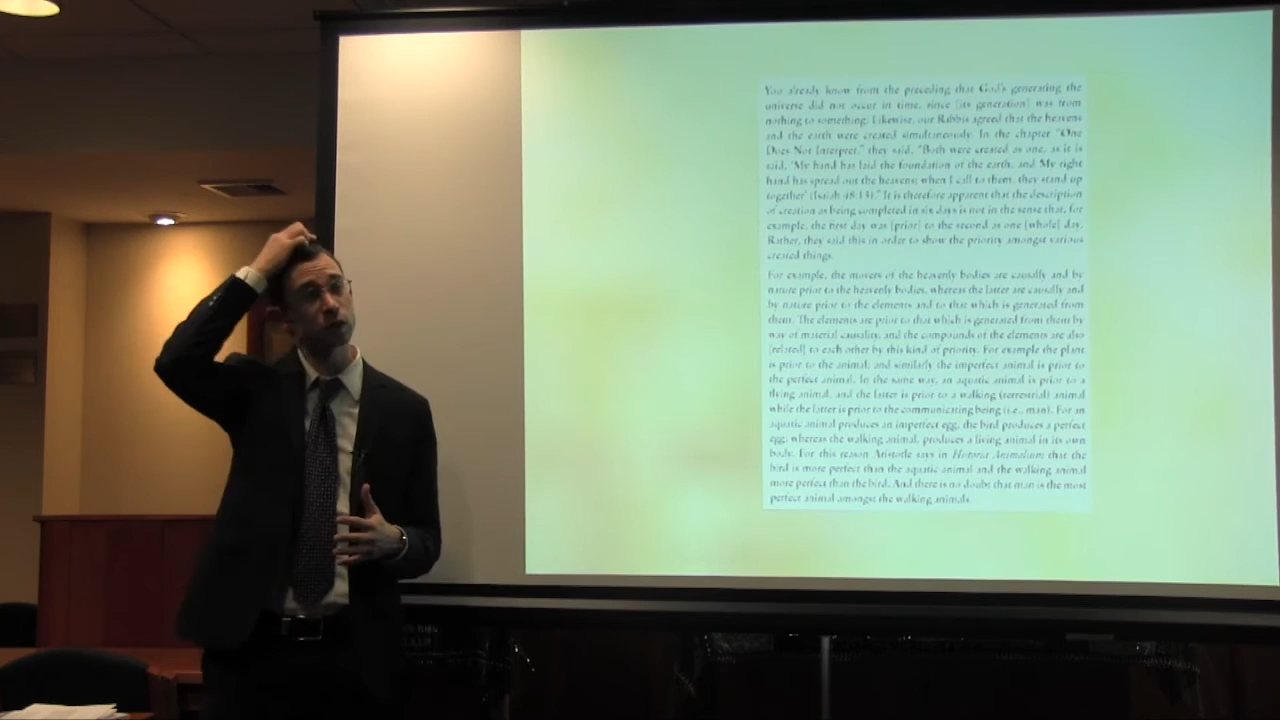 You already know from the preceding that God's generating the
universe did not occur in time, since [its generation] was from
nothing to something. Likewise, our Rabbis agreed that the heavens
and the earth were created simultaneously. In the chapter "One
Does Not Interpret," they said, "Both were created as one, as it is
said, 'My hand has laid the foundation of the earth, and My right
hand has spread out the heavens; when I call to them, they stand up
together' (Isaiah 48:13)." It is therefore apparent that the description
of creation as being completed in six days is not in the sense that, for
example, the first day was [prior] to the second as one [whole] day.
Rather, they said this in order to show the priority amongst various
created things.
For example, the movers of the heavenly bodies are causally and by
nature prior to the heavenly bodies, whereas the latter are causally and
by nature prior to the elements and to that which is generated from
them. The elements are prior to that which is generated from them by
way of material causality, and the compounds of the elements are also
[related] to each other by this kind of priority. For example the plant
is prior to the animal; and similarly the imperfect animal is prior to
the perfect animal. In the same way, an aquatic animal is prior to a
flying animal, and the latter is prior to a walking (terrestrial) animal
while the latter is prior to the communicating being (i.e., man). For an
aquatic animal produces an imperfect egg, the bird produces a perfect
egg; whereas the walking animal, produces a living animal in its own
body. For this reason Aristotle says in Historia Animalium that the
bird is more perfect than the aquatic animal and the walking animal
more perfect than the bird. And there is no doubt that man is the most
perfect animal amongst the walking animals.